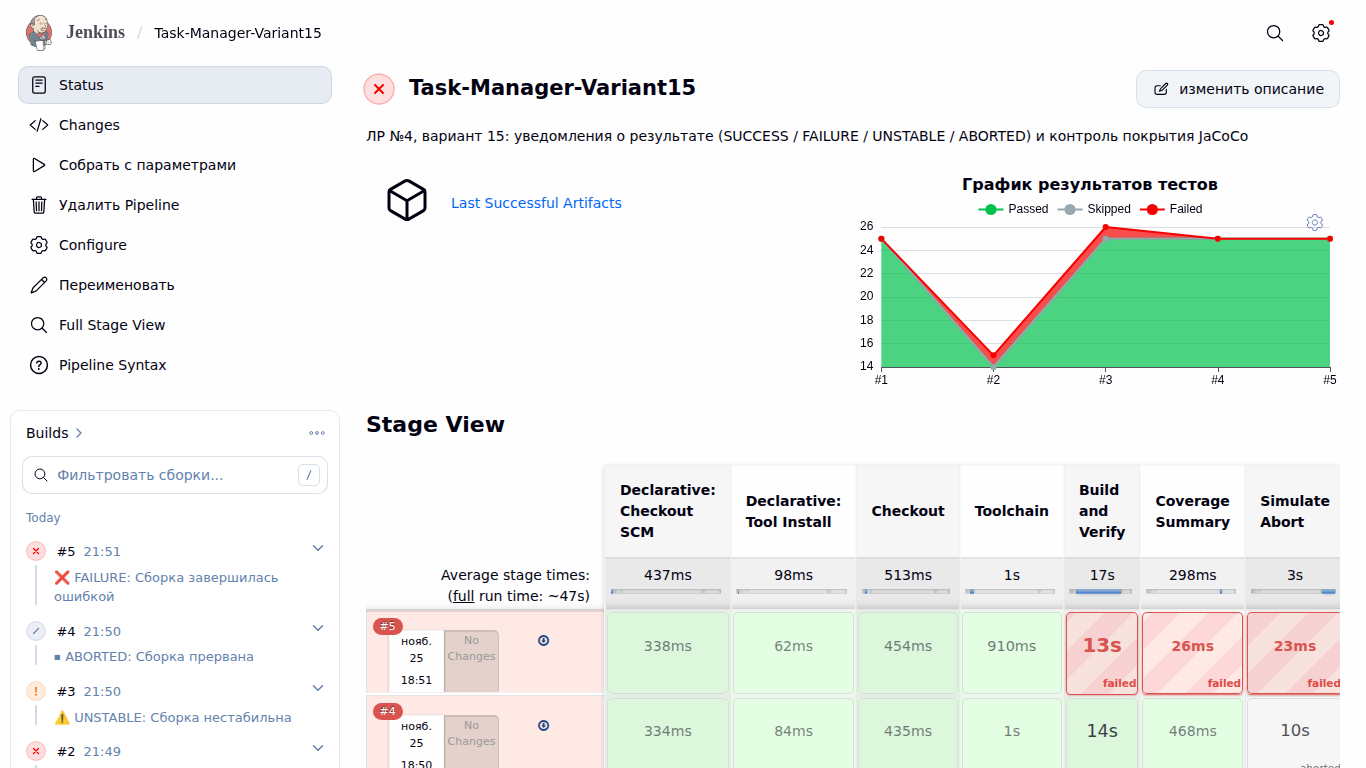 Jenkins / Task-Manager-Variant15
Status
Changes
Собрать с параметрами
Удалить Pipeline
Configure
Переименовать
Full Stage View
Pipeline Syntax
Builds
Фильтровать сборки... /
Today
#5 21:51
❌ FAILURE: Сборка завершилась
ошибкой
#4 21:50
▪ ABORTED: Сборка прервана
#3 21:50
⚠️ UNSTABLE: Сборка нестабильна
#2 21:49
Task-Manager-Variant15
изменить описание
ЛР №4, вариант 15: уведомления о результате (SUCCESS / FAILURE / UNSTABLE / ABORTED) и контроль покрытия JaCoCo
Last Successful Artifacts
График результатов тестов
Passed Skipped Failed
26
24
22
20
18
16
14
#1 #2 #3 #4 #5
Stage View
Declarative:
Checkout
SCM
Declarative:
Tool Install
Checkout
Toolchain
Build
and
Verify
Coverage
Summary
Simulate
Abort
Average stage times:
(full run time: ~47s)
437ms 98ms 513ms 1s 17s 298ms 3s
#5
нояб.
25
18:51
No
Changes
338ms 62ms 454ms 910ms 13s 26ms 23ms
failed failed failed
#4
нояб.
25
18:50
No
Changes
334ms 84ms 435ms 1s 14s 468ms 10s
aborted